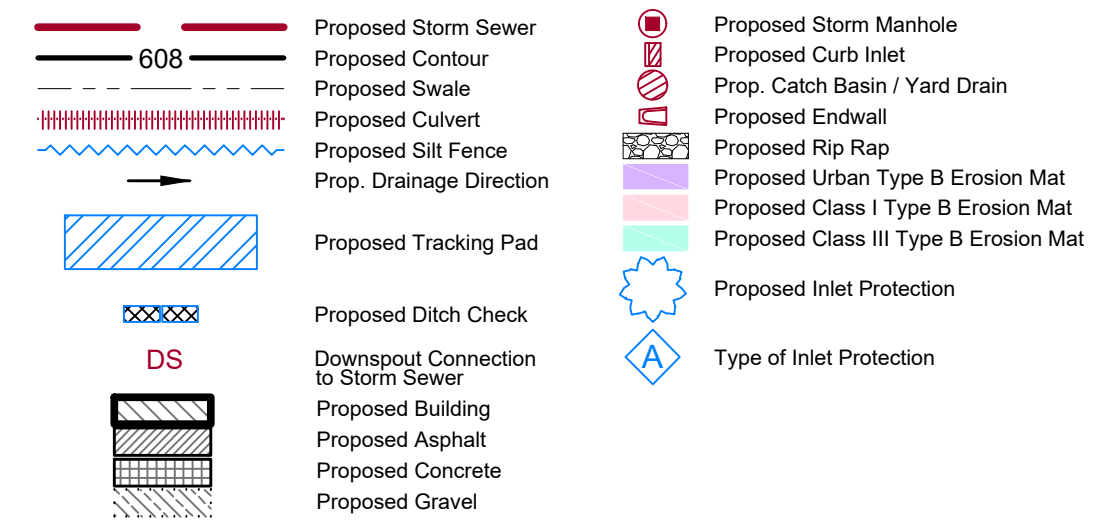 Proposed Storm Sewer
608
Proposed Contour
Proposed Swale
Proposed Culvert
Proposed Silt Fence
Prop. Drainage Direction
Proposed Tracking Pad
Proposed Ditch Check
DS
Downspout Connection
to Storm Sewer
Proposed Building
Proposed Asphalt
Proposed Concrete
Proposed Gravel
Proposed Storm Manhole
Proposed Curb Inlet
Prop. Catch Basin / Yard Drain
Proposed Endwall
Proposed Rip Rap
Proposed Urban Type B Erosion Mat
Proposed Class I Type B Erosion Mat
Proposed Class III Type B Erosion Mat
Proposed Inlet Protection
A
Type of Inlet Protection